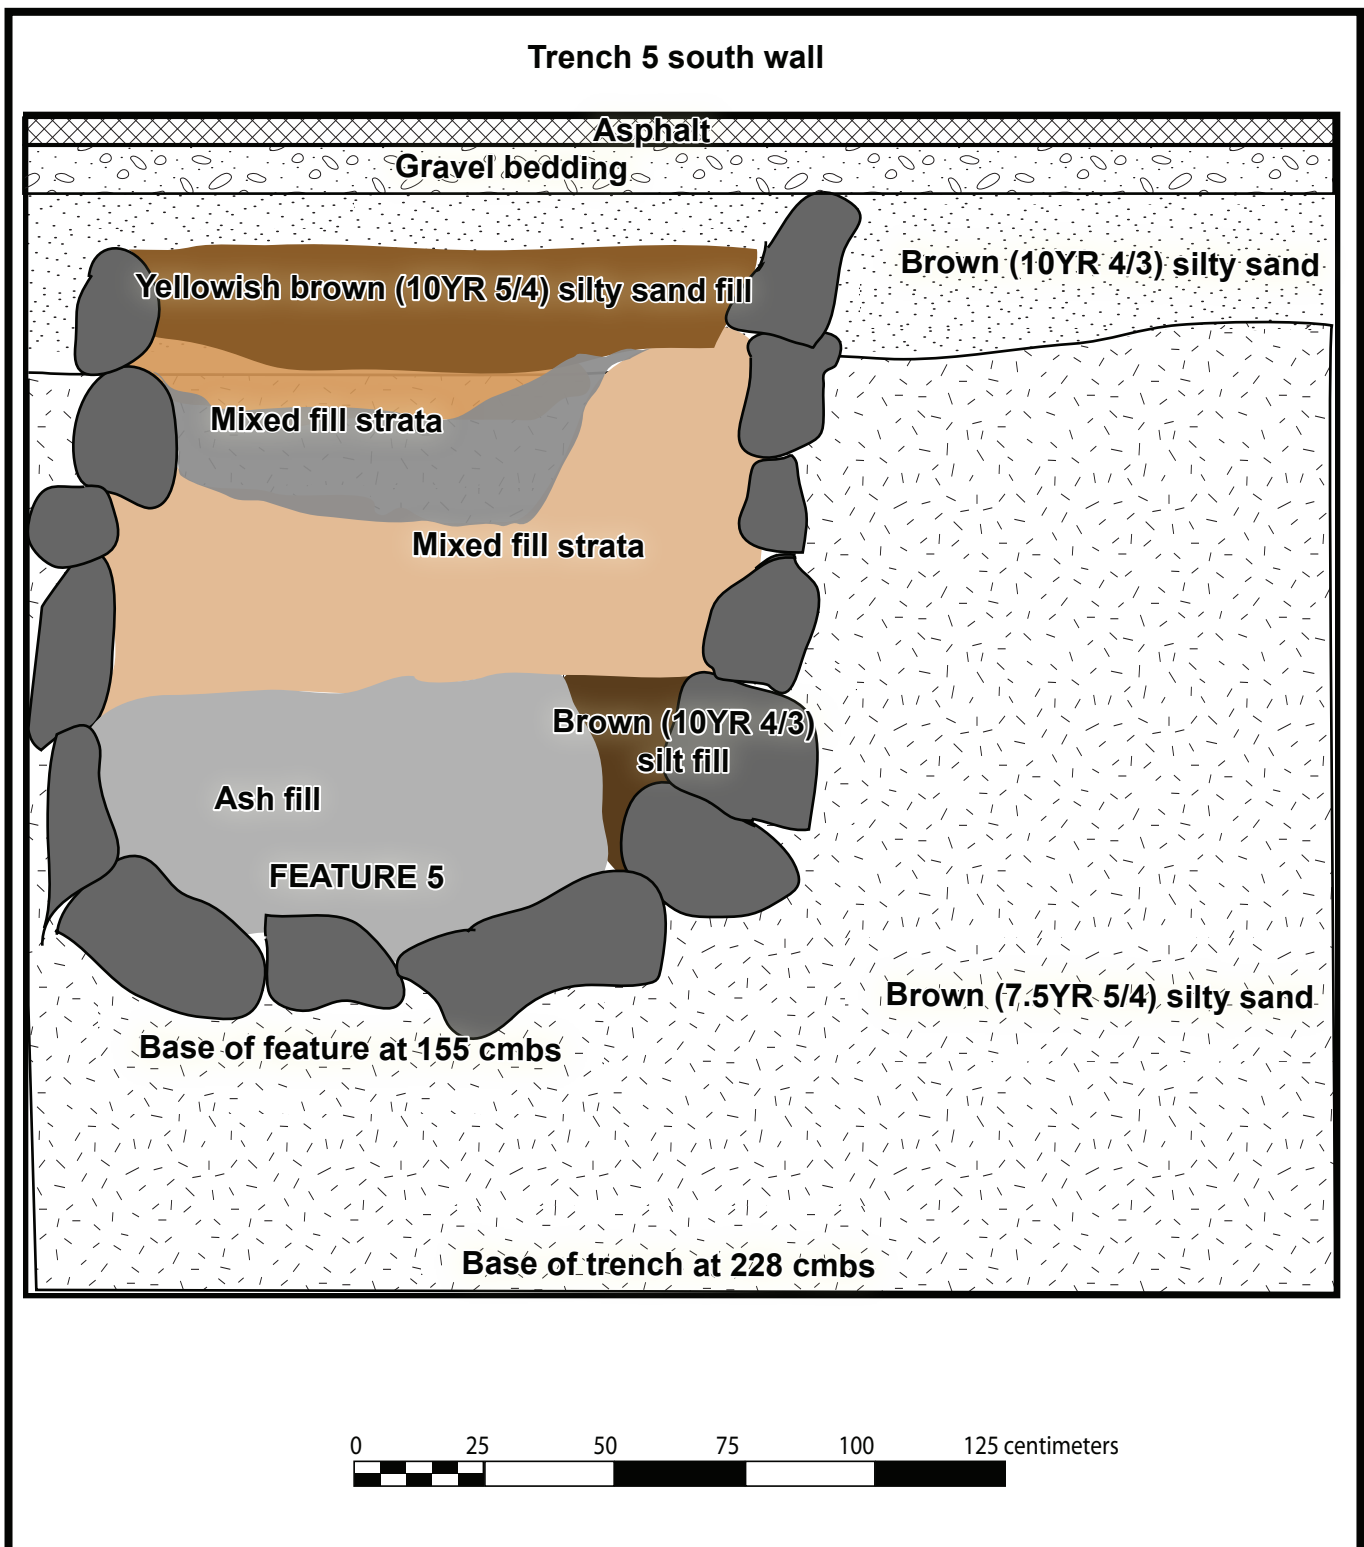 Trench 5 south wall
Asphalt
Gravel bedding
Brown (10YR 4/3) silty sand
Yellowish brown (10YR 5/4) silty sand fill
Mixed fill strata
Mixed fill strata
Brown (10YR 4/3)
silt fill
Ash fill
FEATURE 5
Brown (7.5YR 5/4) silty sand
Base of feature at 155 cmbs
Base of trench at 228 cmbs
0 25 50 75 100 125 centimeters